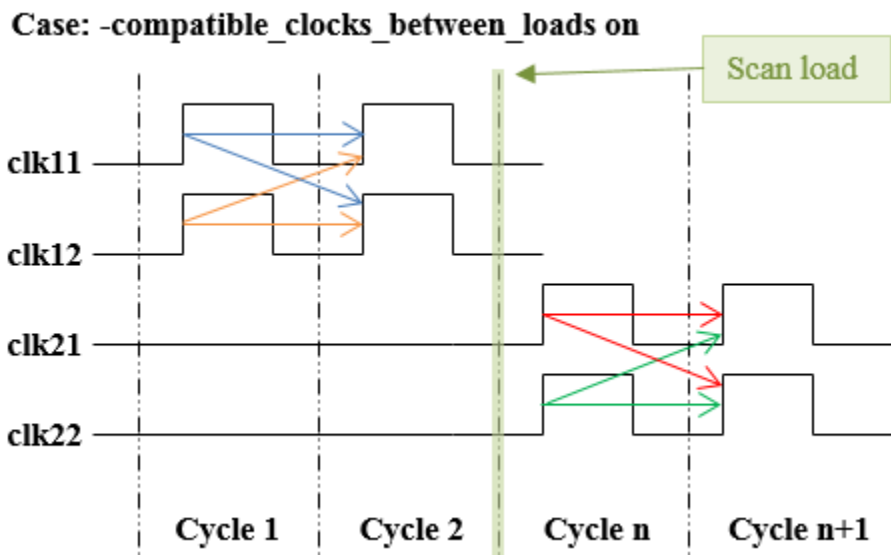 Case: -compatible_clocks_between_loads on
Scan load
clk11
clk12
clk21
clk22
Cycle 1 Cycle 2 Cycle n Cycle n+1